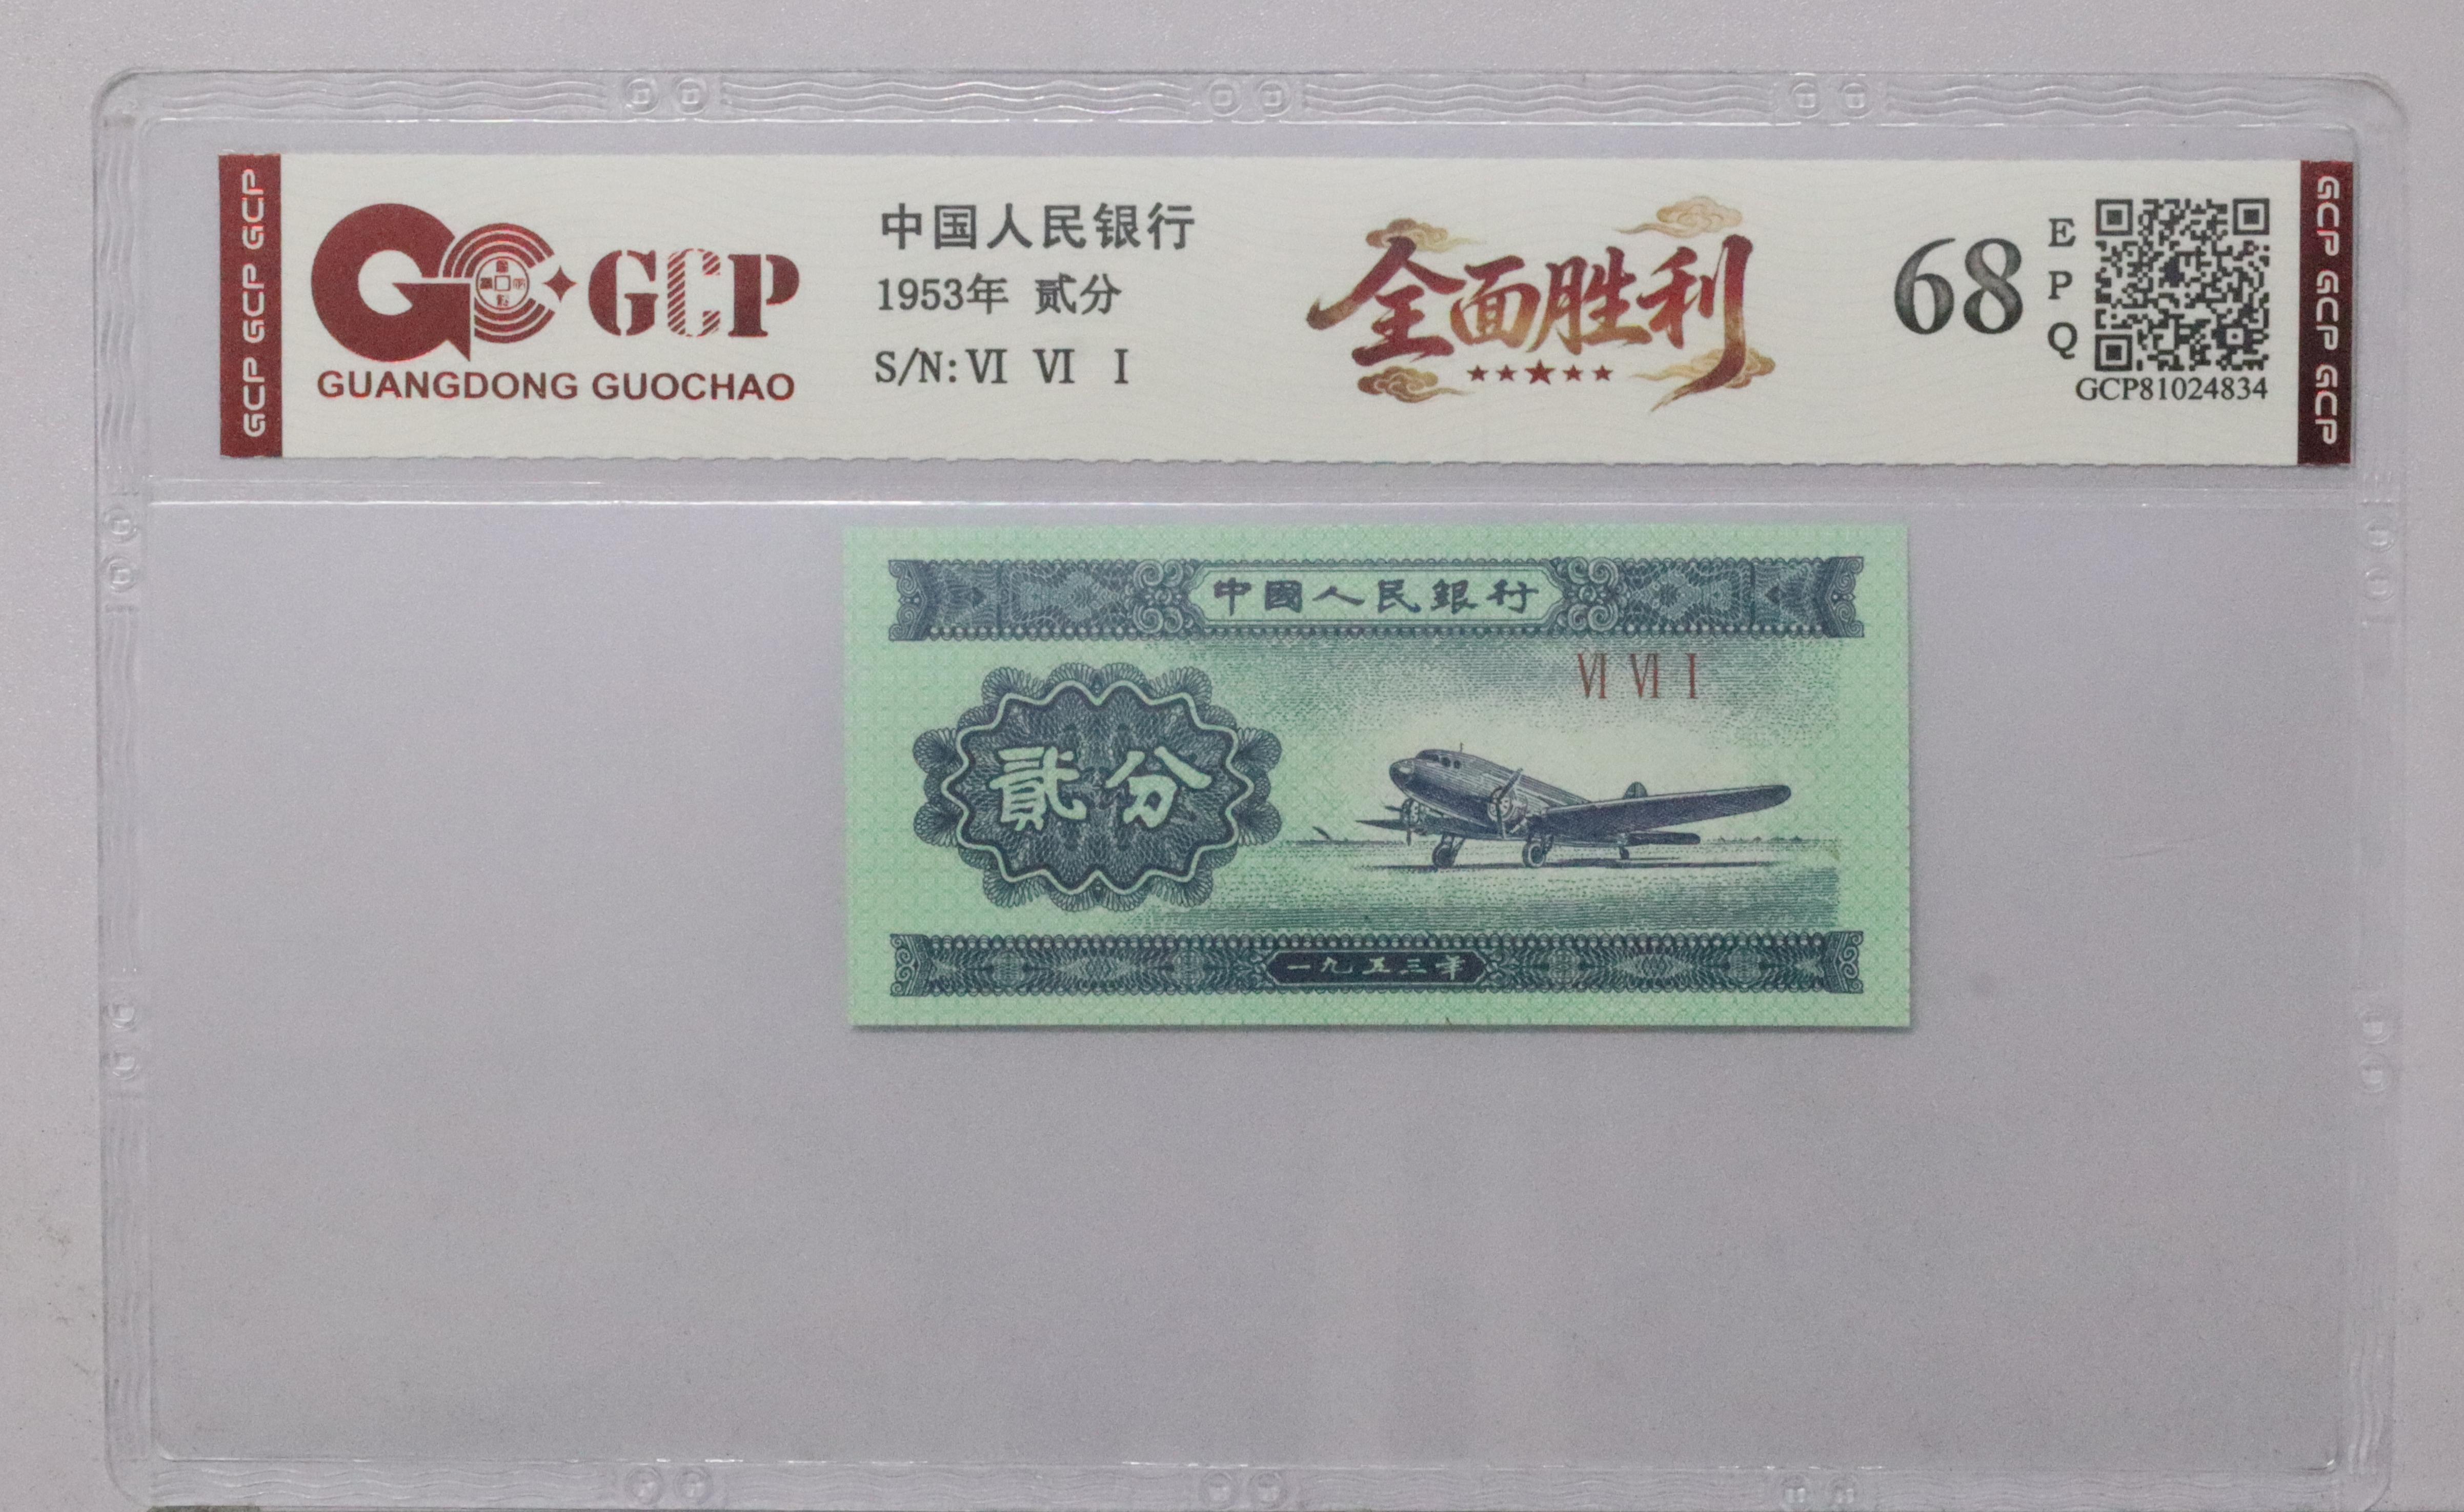 GCP GCP GCP
GCP
GUANGDONG GUOCHAO
中国人民银行
1953年 贰分
S/N: Ⅵ Ⅵ Ⅰ
全面胜利
68
E
P
Q
GCP81024834
GCP GCP GCP
中國人民銀行
Ⅵ Ⅵ Ⅰ
貳分
一九五三年